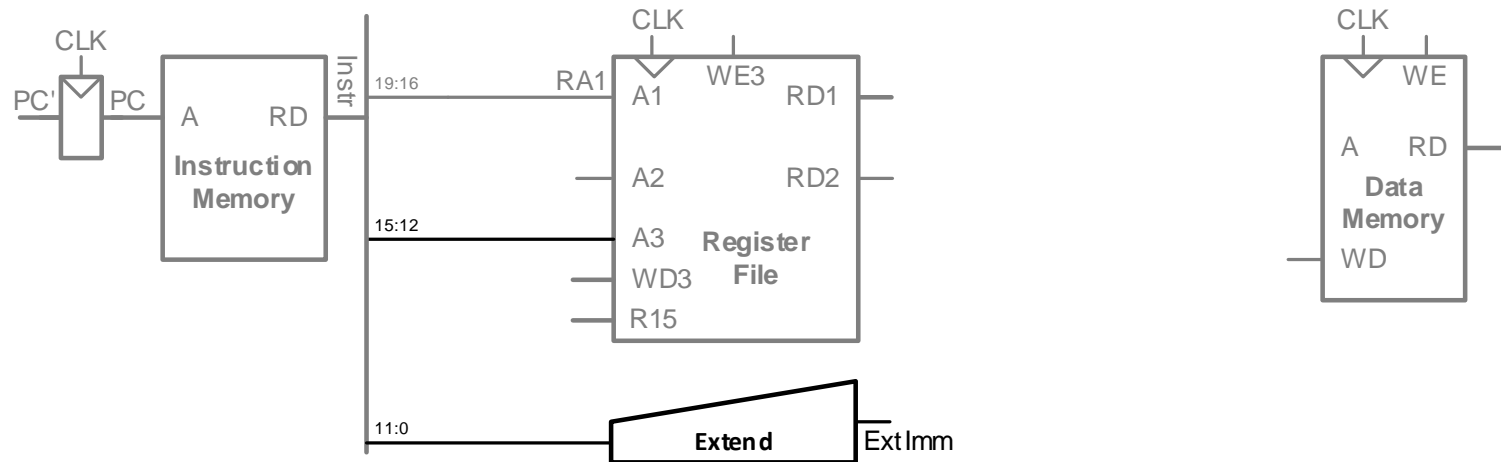 CLK
PC'
PC
A
RD
Instruction
Memory
Instr
19:16
RA1
15:12
11:0
CLK
WE3
A1
RD1
A2
RD2
A3
Register
File
WD3
R15
Extend
ExtImm
CLK
WE
A
RD
Data
Memory
WD